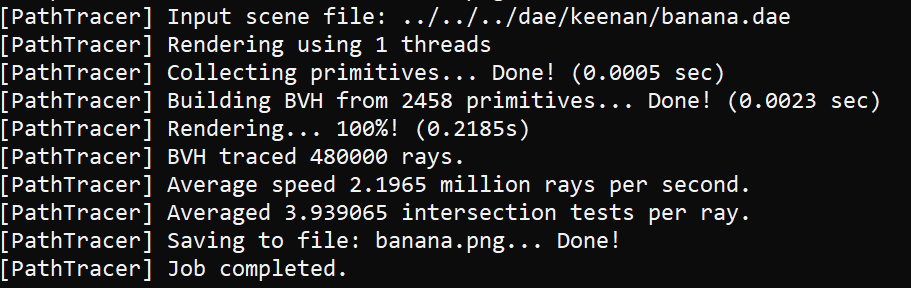 [PathTracer] Input scene file: ../../../dae/keenan/banana.dae
[PathTracer] Rendering using 1 threads
[PathTracer] Collecting primitives... Done! (0.0005 sec)
[PathTracer] Building BVH from 2458 primitives... Done! (0.0023 sec)
[PathTracer] Rendering... 100%! (0.2185s)
[PathTracer] BVH traced 480000 rays.
[PathTracer] Average speed 2.1965 million rays per second.
[PathTracer] Averaged 3.939065 intersection tests per ray.
[PathTracer] Saving to file: banana.png... Done!
[PathTracer] Job completed.